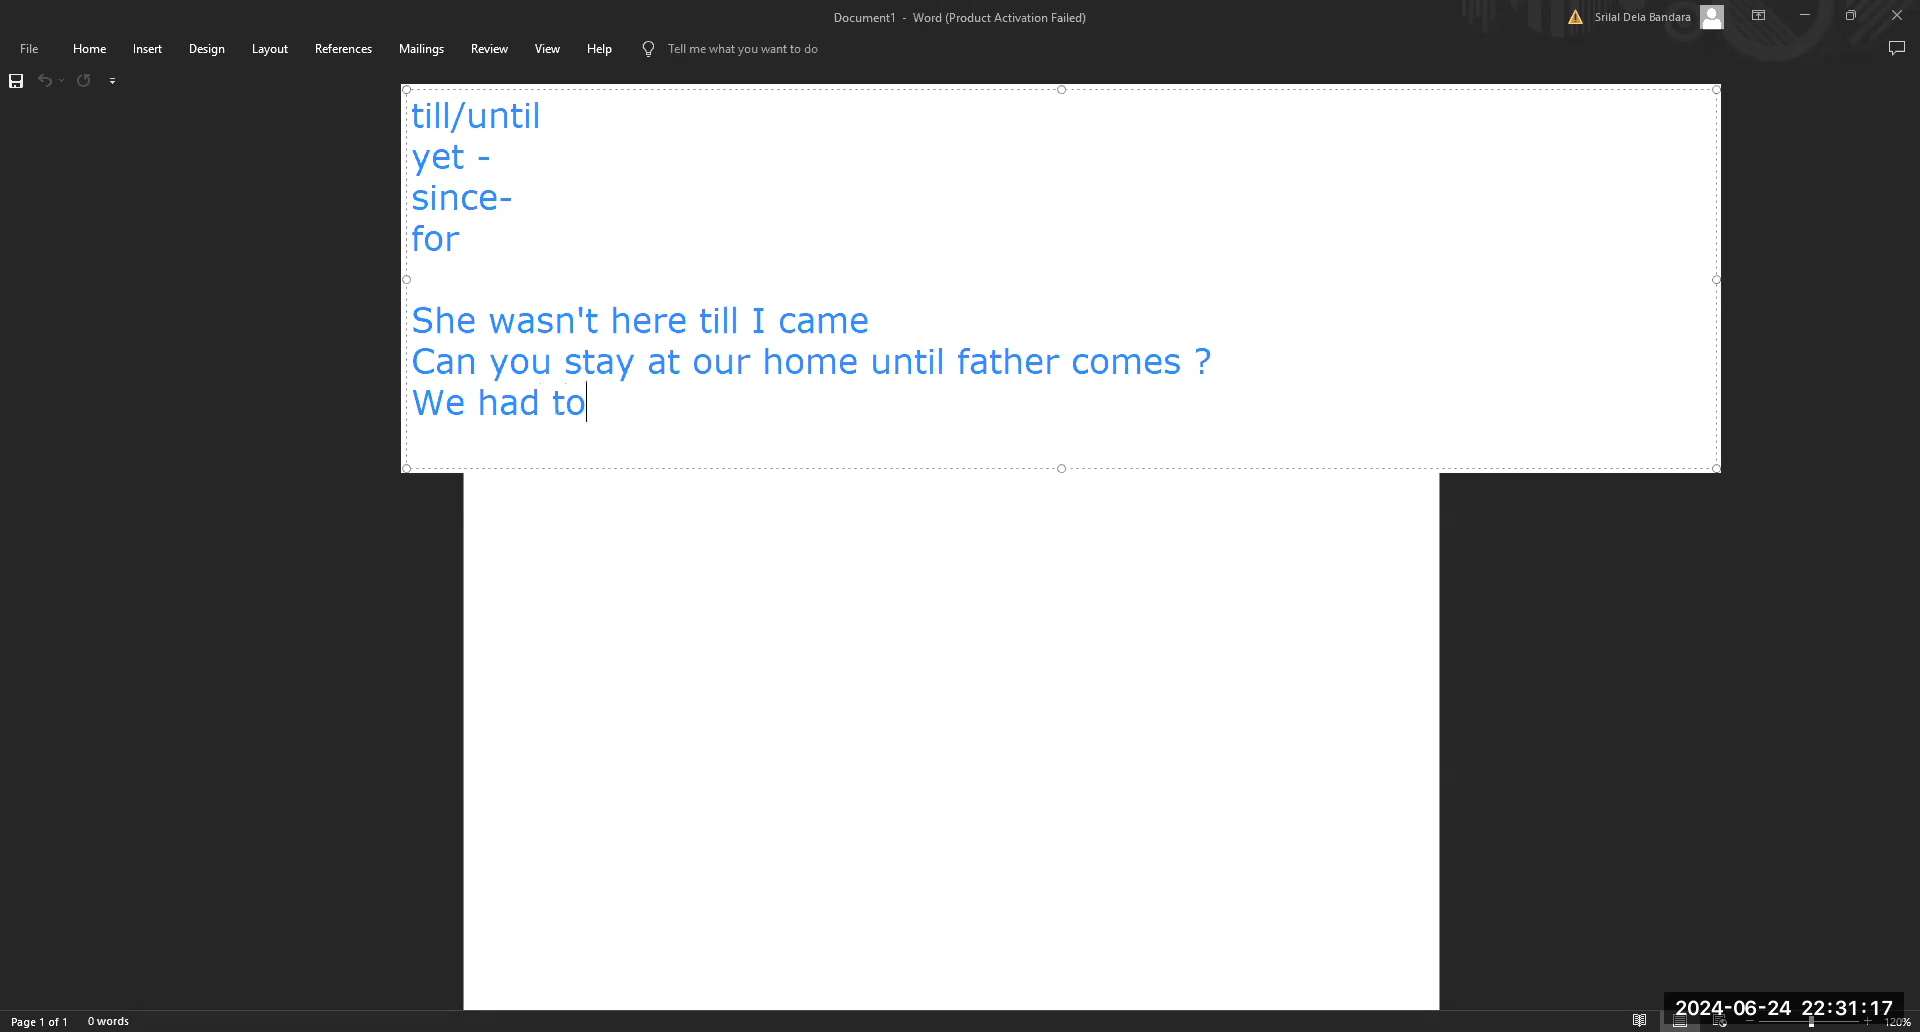 Document1 - Word (Product Activation Failed)
Srilal Dela Bandara
File Home Insert Design Layout References Mailings Review View Help Tell me what you want to do
till/until
yet -
since-
for
She wasn't here till I came
Can you stay at our home until father comes ?
We had to
2024-06-24 22:31:17
Page 1 of 1 0 words
120%